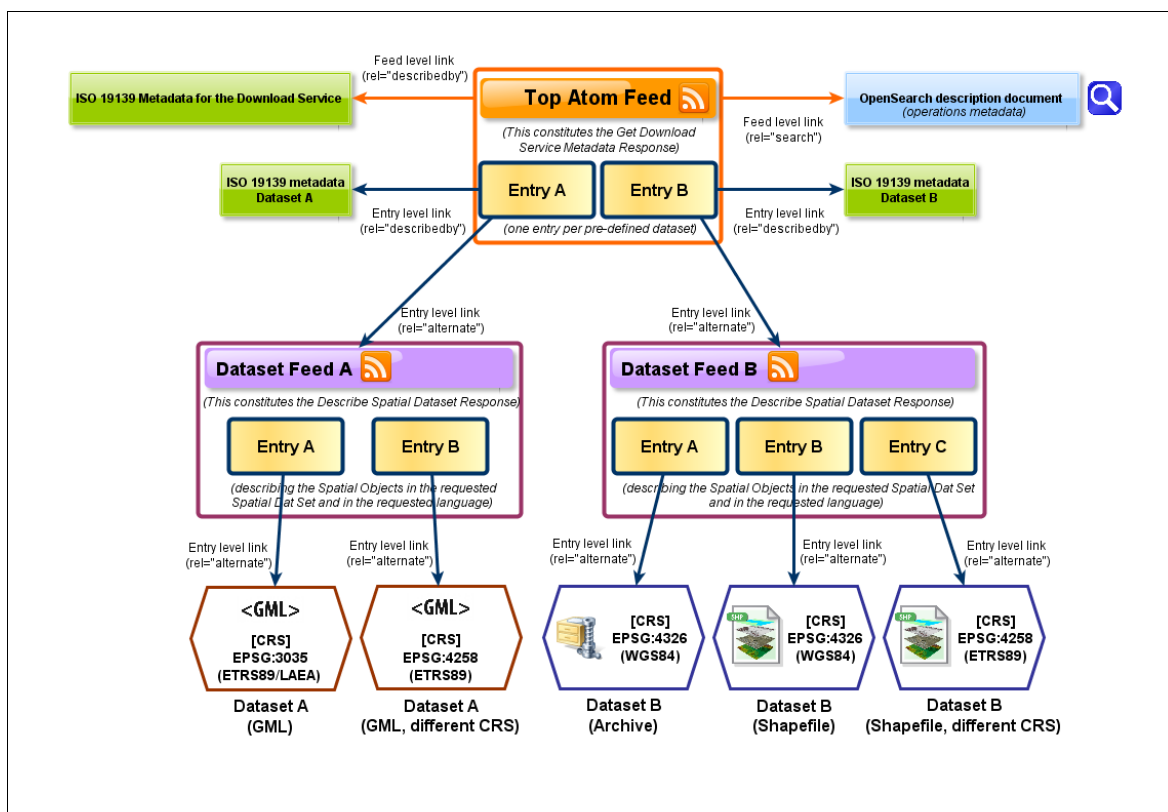 Feed level link
(rel="describedby")
ISO 19139 Metadata for the Download Service
Top Atom Feed
OpenSearch description document
(operations metadata)
Feed level link
(rel="search")
(This constitutes the Get Download
Service Metadata Response)
ISO 19139 metadata
Dataset A
Entry A
Entry B
ISO 19139 metadata
Dataset B
Entry level link
(rel="describedby")
(one entry per pre-defined dataset)
Entry level link
(rel="describedby")
Entry level link
(rel="alternate")
Entry level link
(rel="alternate")
Dataset Feed A
(This constitutes the Describe Spatial Dataset Response)
Entry A
Entry B
(describing the Spatial Objects in the requested
Spatial Dat Set and in the requested language)
Dataset Feed B
(This constitutes the Describe Spatial Dataset Response)
Entry A
Entry B
Entry C
(describing the Spatial Objects in the requested Spatial Dat Set
and in the requested language)
Entry level link
(rel="alternate")
Entry level link
(rel="alternate")
Entry level link
(rel="alternate")
Entry level link
(rel="alternate")
Entry level link
(rel="alternate")
<GML>
[CRS]
EPSG:3035
(ETRS89/LAEA)
Dataset A
(GML)
<GML>
[CRS]
EPSG:4258
(ETRS89)
Dataset A
(GML, different CRS)
[CRS]
EPSG:4326
(WGS84)
Dataset B
(Archive)
SHP
[CRS]
EPSG:4326
(WGS84)
Dataset B
(Shapefile)
SHP
[CRS]
EPSG:4258
(ETRS89)
Dataset B
(Shapefile, different CRS)